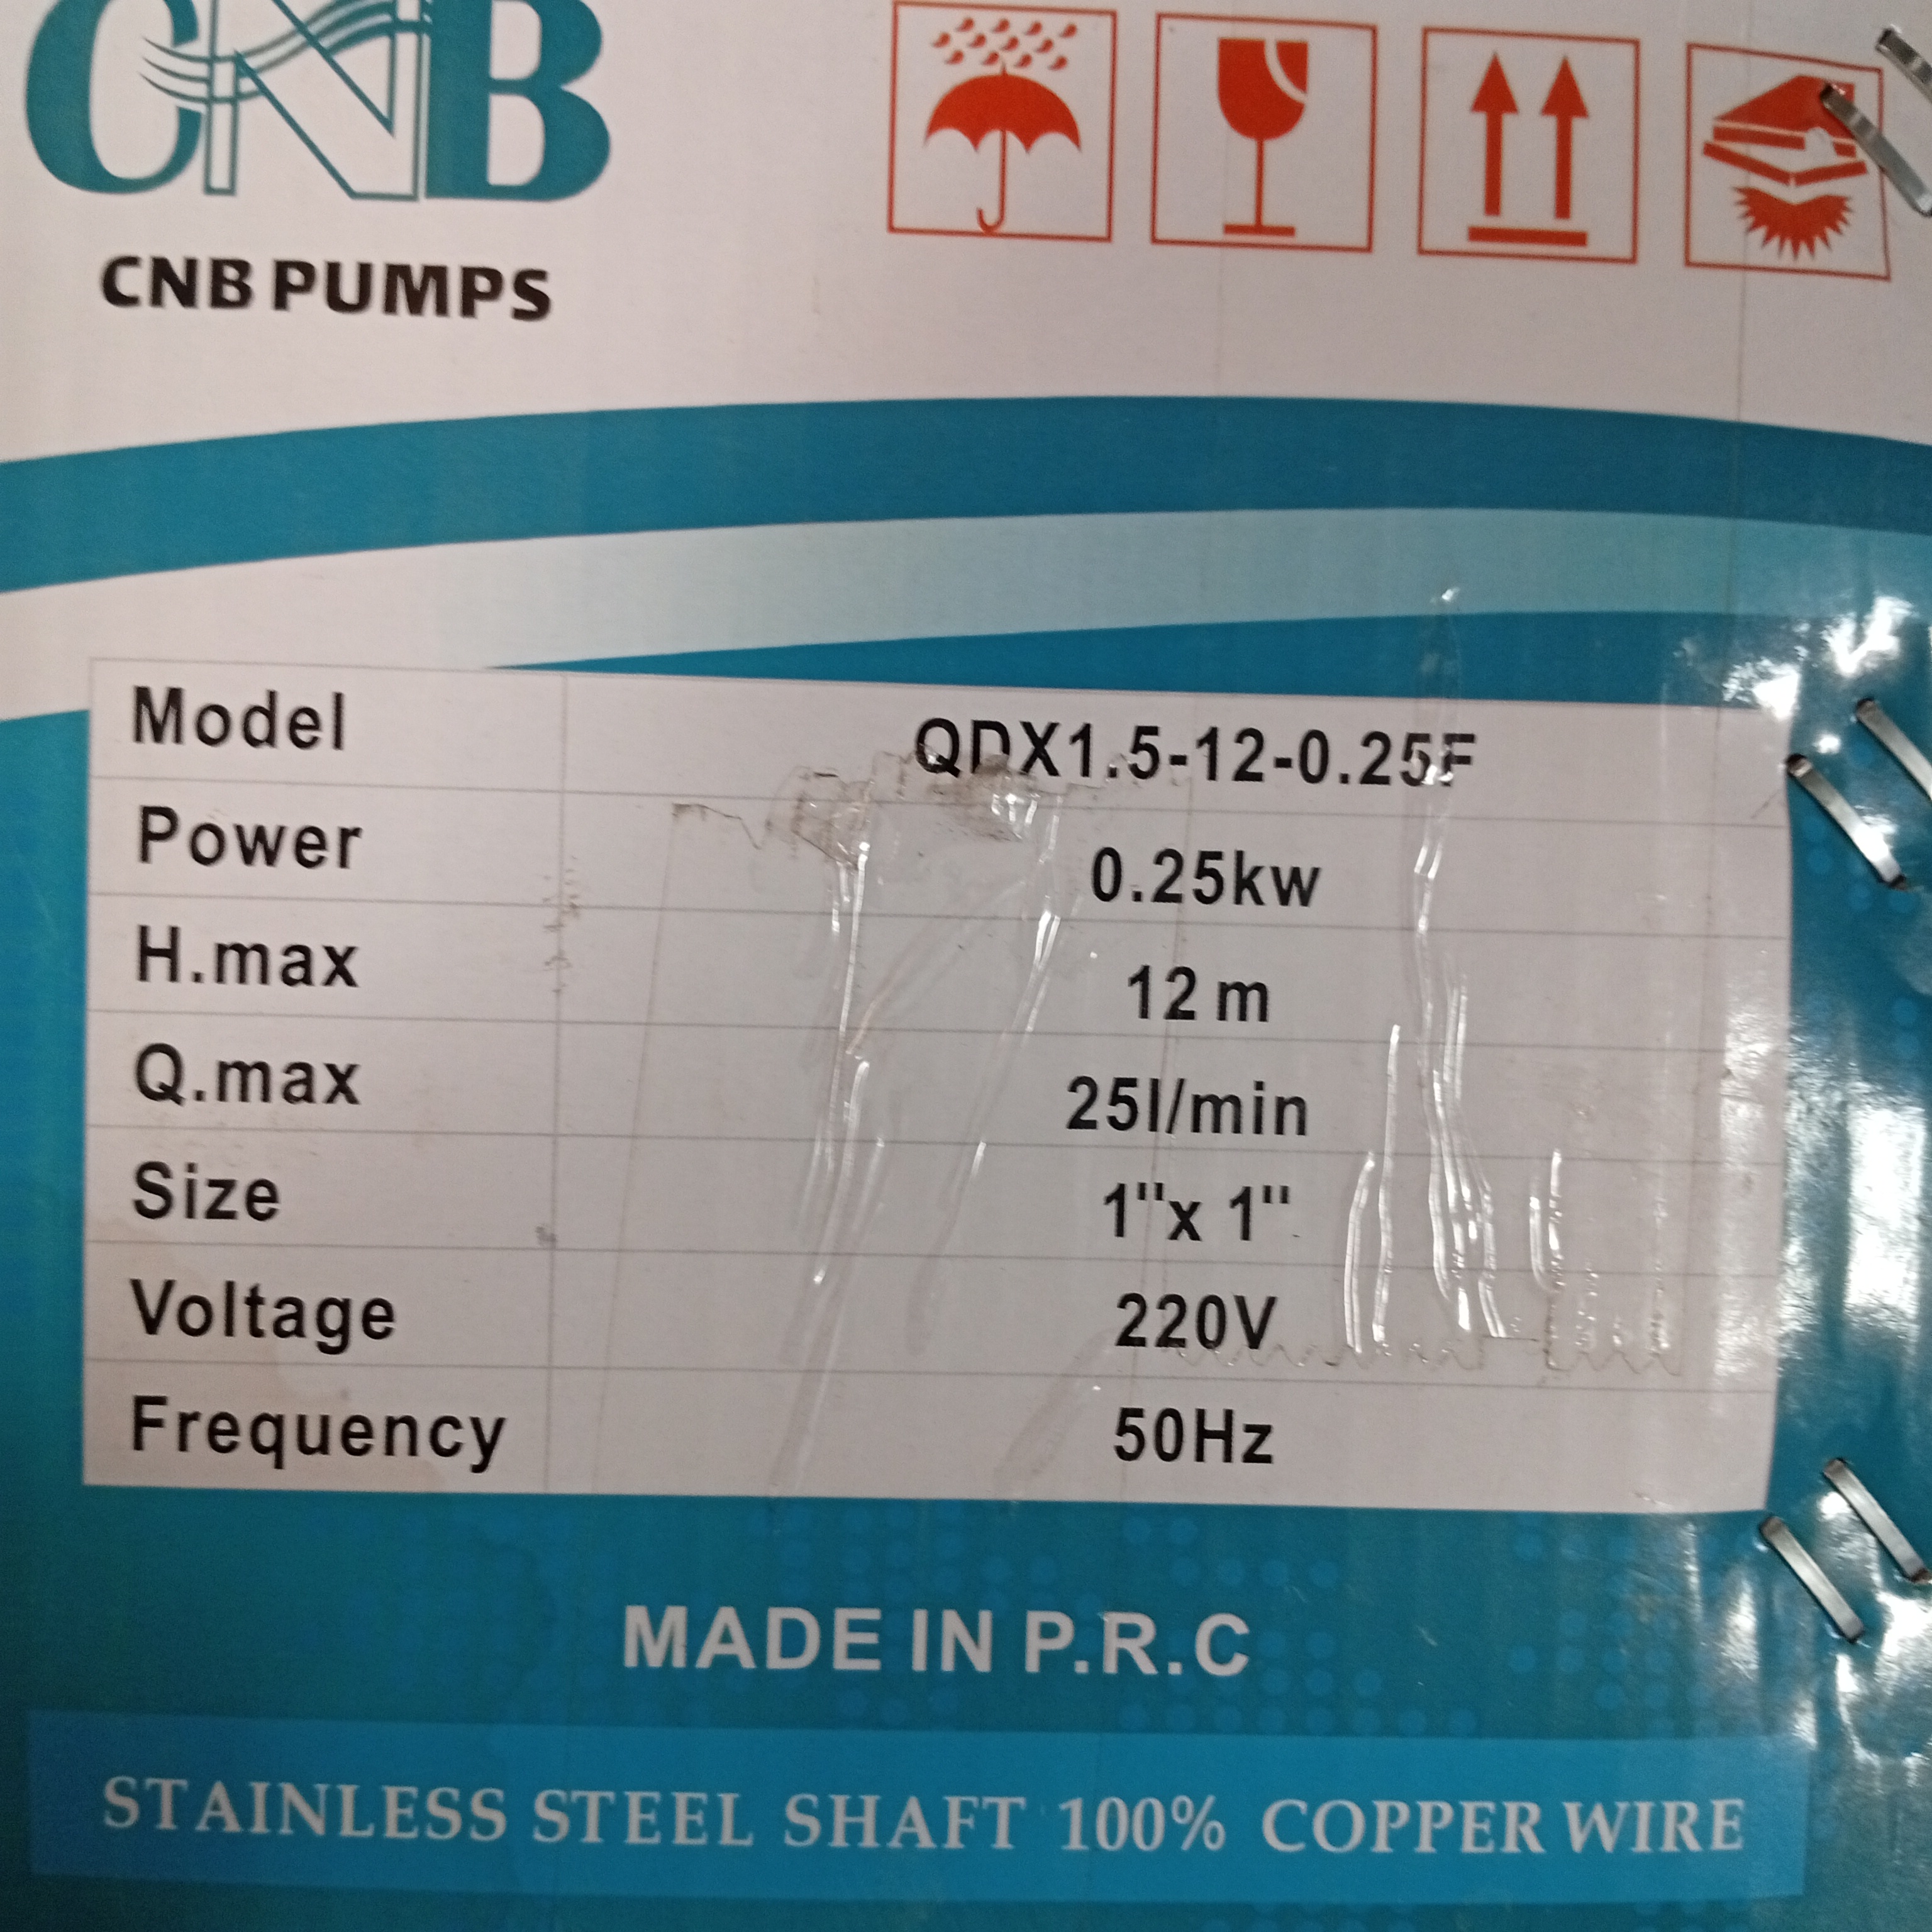 CNB
CNB PUMPS
Model QDX1.5-12-0.25F
Power 0.25kw
H.max 12 m
Q.max 25l/min
Size 1"x 1"
Voltage 220V
Frequency 50Hz
MADE IN P.R.C
STAINLESS STEEL SHAFT 100% COPPER WIRE